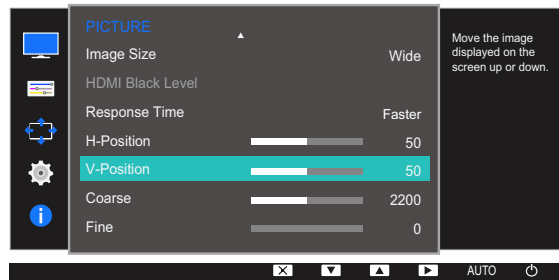 PICTURE
Image Size Wide
HDMI Black Level
Response Time Faster
H-Position 50
V-Position 50
Coarse 2200
Fine 0
Move the image
displayed on the
screen up or down.
AUTO